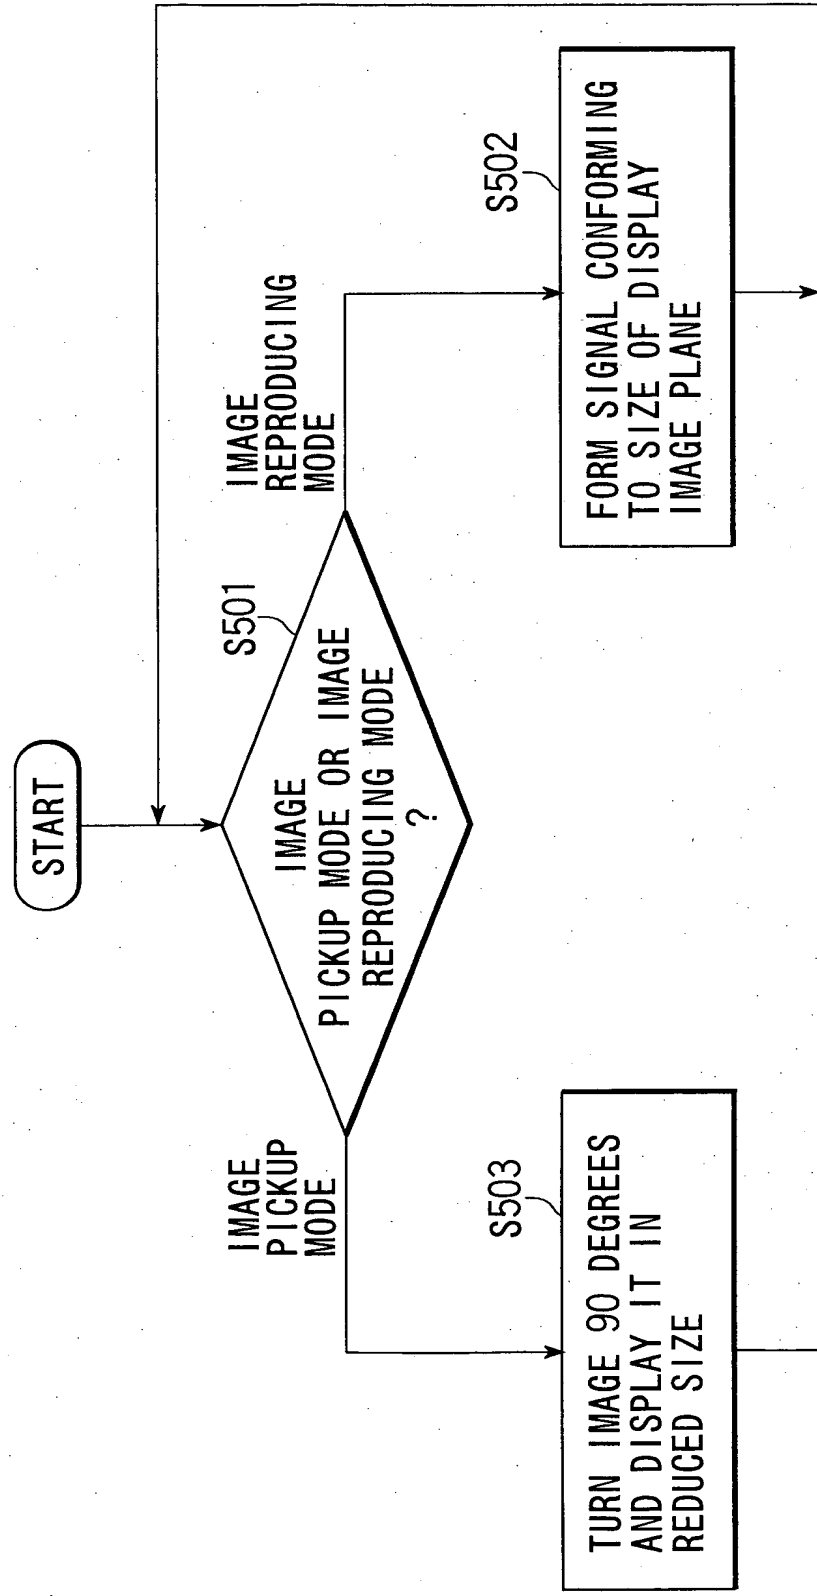 START
S501
IMAGE
PICKUP MODE OR IMAGE
REPRODUCING MODE
?
IMAGE
PICKUP
MODE
IMAGE
REPRODUCING
MODE
S503
TURN IMAGE 90 DEGREES
AND DISPLAY IT IN
REDUCED SIZE
S502
FORM SIGNAL CONFORMING
TO SIZE OF DISPLAY
IMAGE PLANE